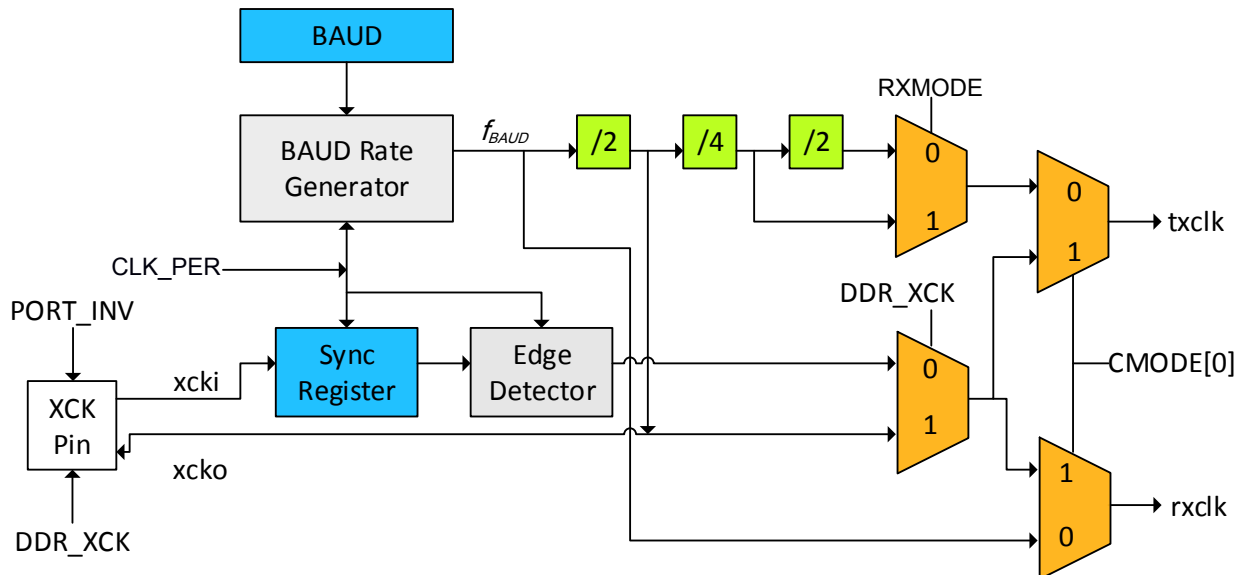 BAUD
RXMODE
f_BAUD
/2
/4
/2
0
1
BAUD Rate
Generator
0
1
txclk
CLK_PER
DDR_XCK
PORT_INV
Sync
Register
Edge
Detector
0
1
CMODE[0]
xcki
XCK
Pin
xcko
1
0
rxclk
DDR_XCK